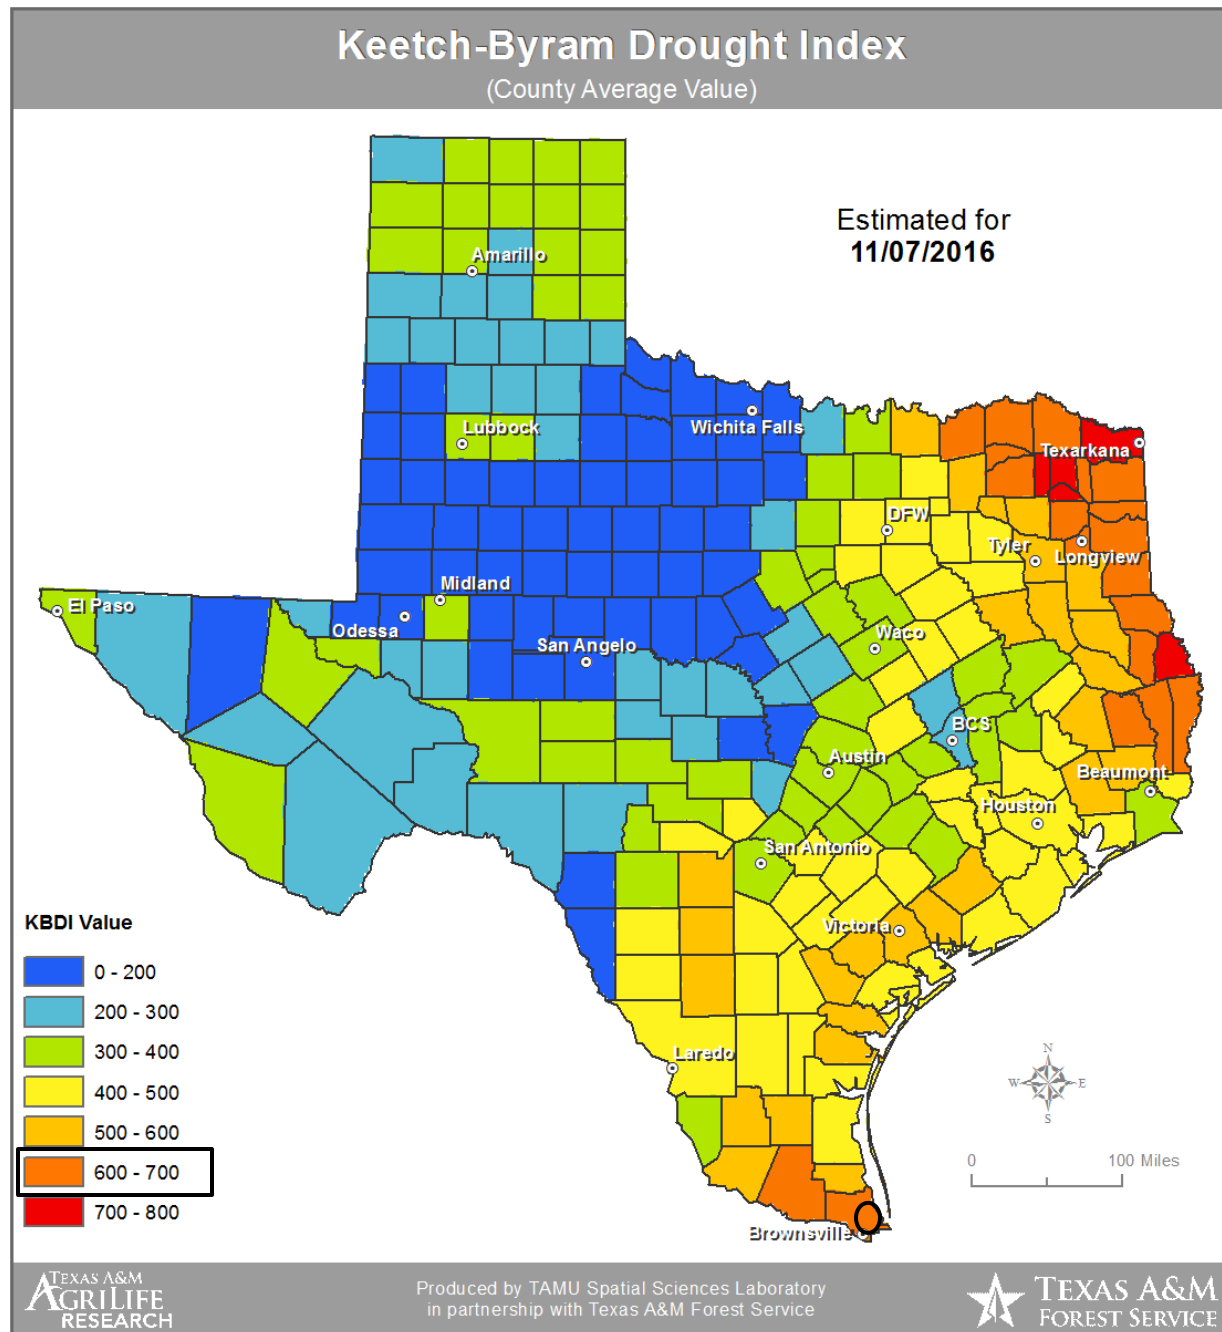 Keetch-Byram Drought Index
(County Average Value)
Estimated for
11/07/2016
Amarillo
Lubbock
Wichita Falls
Texarkana
DFW
Tyler
Longview
El Paso
Midland
Odessa
San Angelo
Waco
BCS
Austin
Beaumont
Houston
San Antonio
Victoria
Laredo
Brownsville
KBDI Value
0 - 200
200 - 300
300 - 400
400 - 500
500 - 600
600 - 700
700 - 800
N
W
E
S
0
100 Miles
TEXAS A&M
AGRILIFE
RESEARCH
Produced by TAMU Spatial Sciences Laboratory
in partnership with Texas A&M Forest Service
TEXAS A&M
FOREST SERVICE